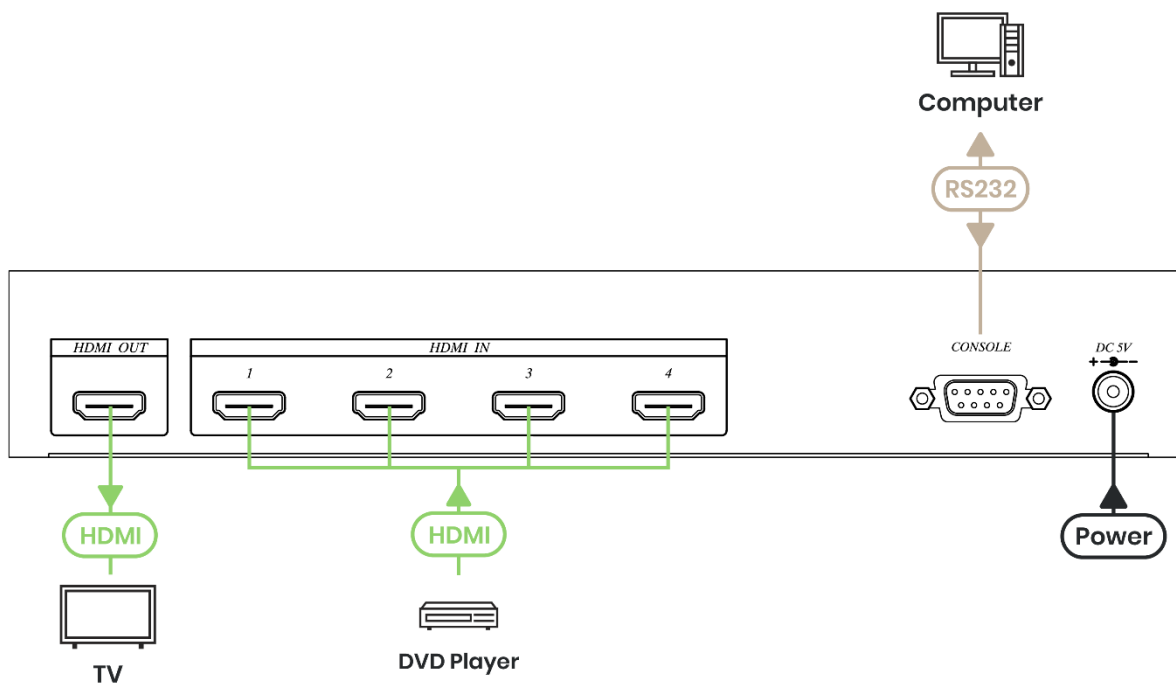 Computer
RS232
HDMI OUT
HDMI IN
1
2
3
4
CONSOLE
DC 5V
+ -
HDMI
HDMI
Power
TV
DVD Player